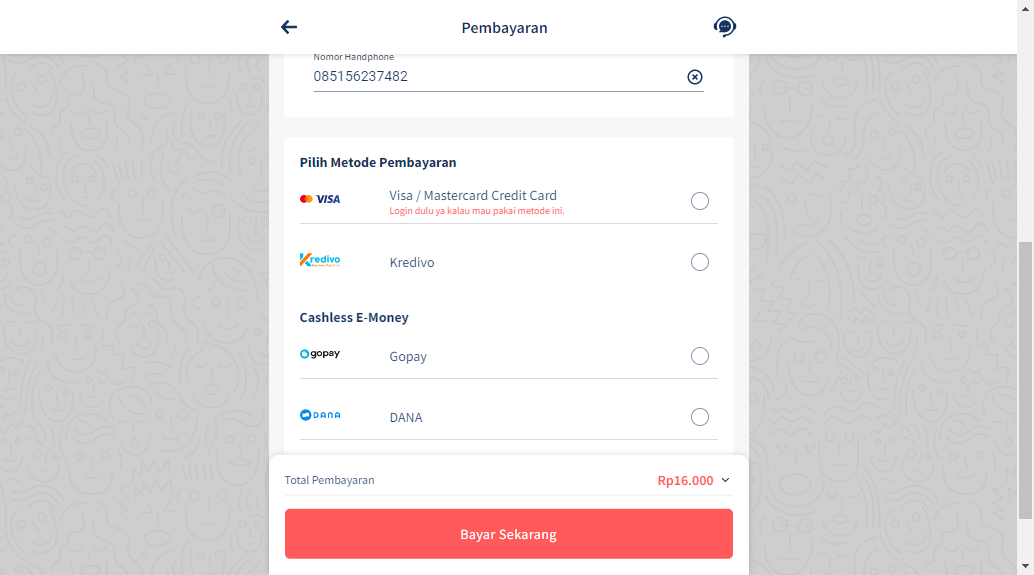 Pembayaran
Nomor Handphone
085156237482
Pilih Metode Pembayaran
VISA
Visa / Mastercard Credit Card
Login dulu ya kalau mau pakai metode ini.
Kredivo
Kredivo
Cashless E-Money
gopay
Gopay
DANA
DANA
Total Pembayaran
Rp16.000
Bayar Sekarang